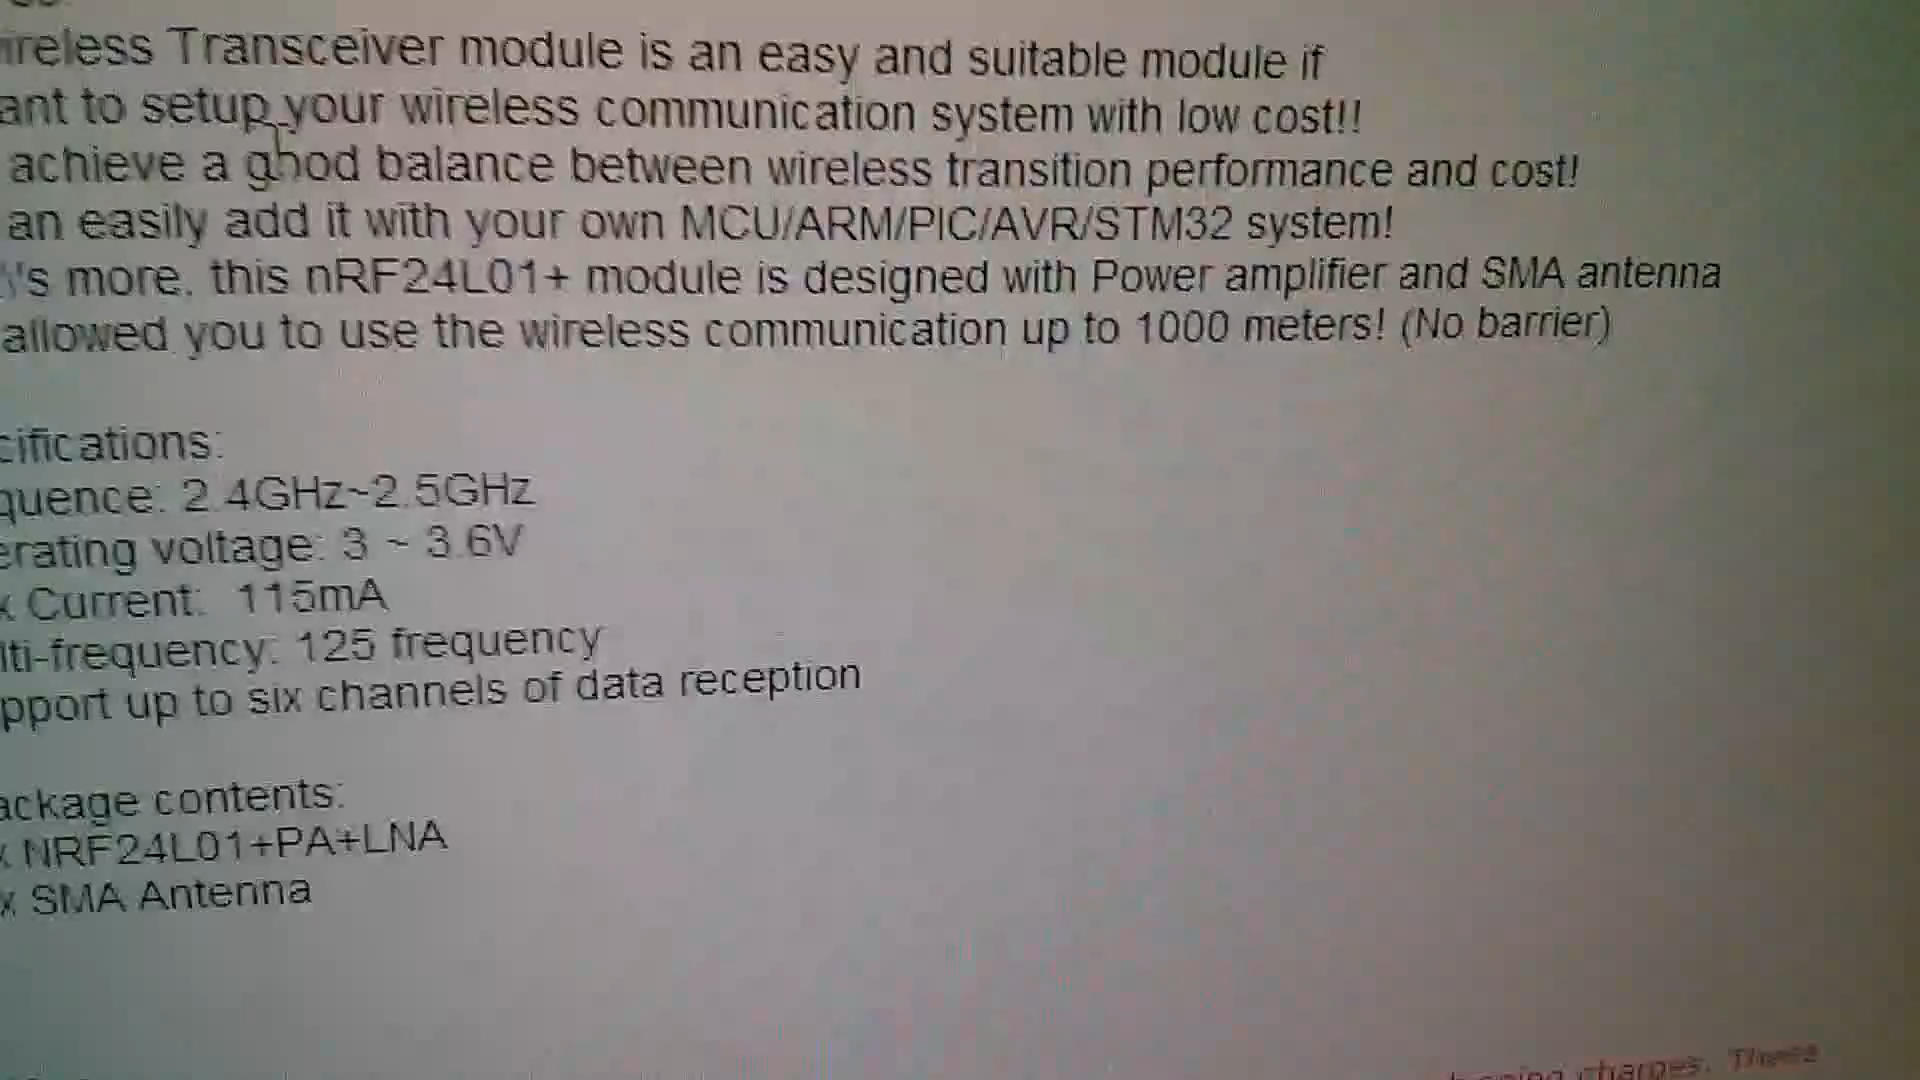 ireless Transceiver module is an easy and suitable module if
ant to setup your wireless communication system with low cost!!
achieve a good balance between wireless transition performance and cost!
an easily add it with your own MCU/ARM/PIC/AVR/STM32 system!
's more, this nRF24L01+ module is designed with Power amplifier and SMA antenna
allowed you to use the wireless communication up to 1000 meters! (No barrier)
cifications:
quence: 2.4GHz~2.5GHz
erating voltage: 3 ~ 3.6V
x Current: 115mA
lti-frequency: 125 frequency
pport up to six channels of data reception
ackage contents:
x NRF24L01+PA+LNA
x SMA Antenna
charges. These